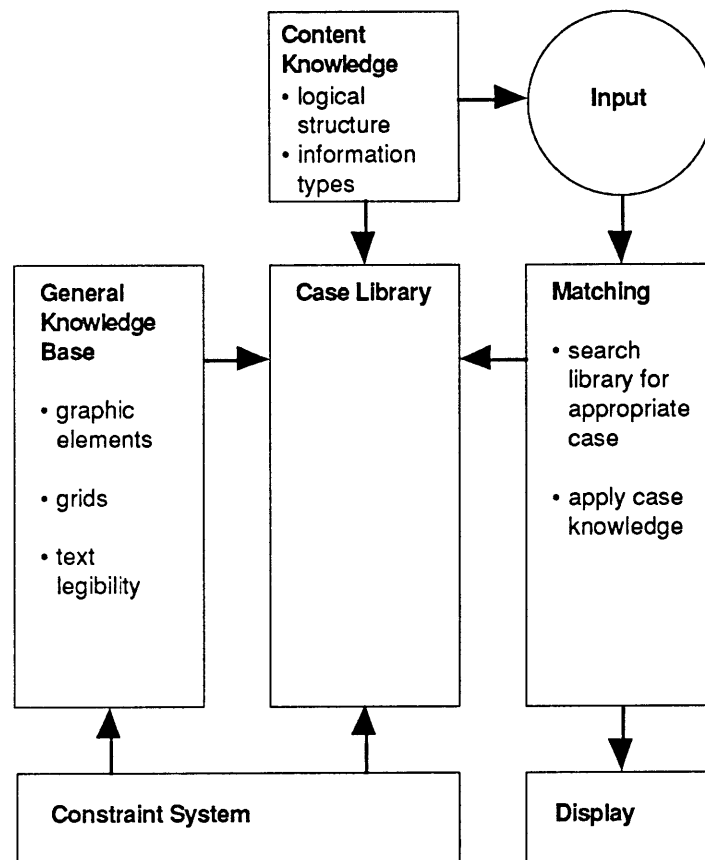 Content
Knowledge
• logical
structure
• information
types
Input
General
Knowledge
Base
• graphic
elements
• grids
• text
legibility
Case Library
Matching
• search
library for
appropriate
case
• apply case
knowledge
Constraint System
Display